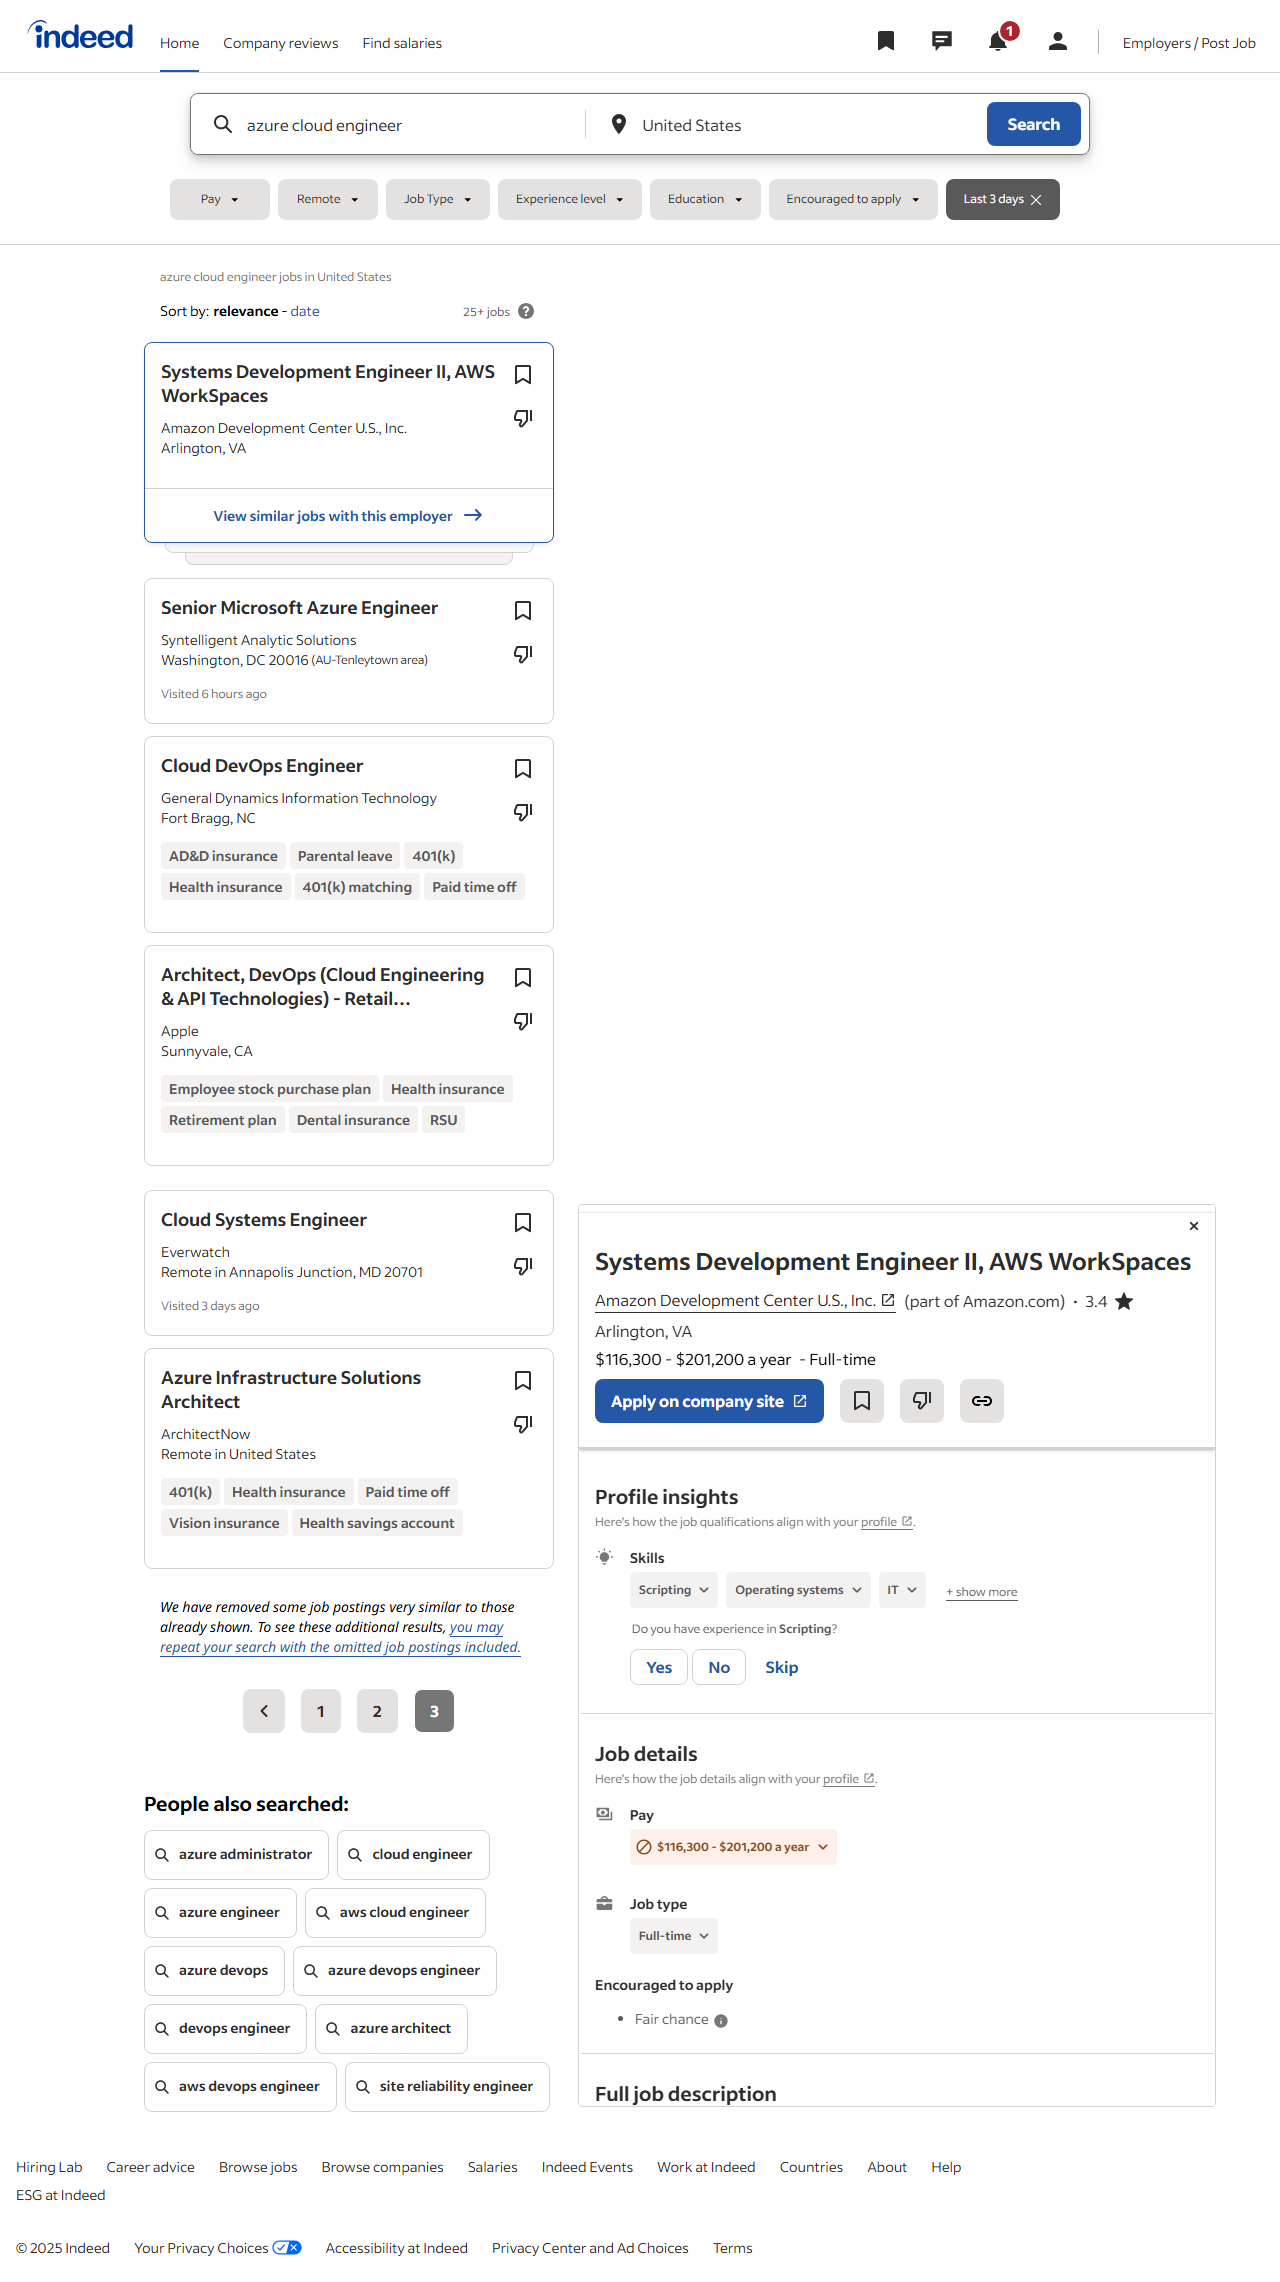 indeed
Home
Company reviews
Find salaries
1
Employers / Post Job
azure cloud engineer
United States
Search
Pay
Remote
Job Type
Experience level
Education
Encouraged to apply
Last 3 days
azure cloud engineer jobs in United States
Sort by: relevance - date
25+ jobs
Systems Development Engineer II, AWS
WorkSpaces
Amazon Development Center U.S., Inc.
Arlington, VA
View similar jobs with this employer
Senior Microsoft Azure Engineer
Syntelligent Analytic Solutions
Washington, DC 20016 (AU-Tenleytown area)
Visited 6 hours ago
Cloud DevOps Engineer
General Dynamics Information Technology
Fort Bragg, NC
AD&D insurance
Parental leave
401(k)
Health insurance
401(k) matching
Paid time off
Architect, DevOps (Cloud Engineering
& API Technologies) - Retail…
Apple
Sunnyvale, CA
Employee stock purchase plan
Health insurance
Retirement plan
Dental insurance
RSU
Cloud Systems Engineer
Everwatch
Remote in Annapolis Junction, MD 20701
Visited 3 days ago
Azure Infrastructure Solutions
Architect
ArchitectNow
Remote in United States
401(k)
Health insurance
Paid time off
Vision insurance
Health savings account
We have removed some job postings very similar to those
already shown. To see these additional results, you may
repeat your search with the omitted job postings included.
1
2
3
People also searched:
azure administrator
cloud engineer
azure engineer
aws cloud engineer
azure devops
azure devops engineer
devops engineer
azure architect
aws devops engineer
site reliability engineer
Systems Development Engineer II, AWS WorkSpaces
Amazon Development Center U.S., Inc. (part of Amazon.com) • 3.4
Arlington, VA
$116,300 - $201,200 a year - Full-time
Apply on company site
Profile insights
Here's how the job qualifications align with your profile.
Skills
Scripting
Operating systems
IT
+ show more
Do you have experience in Scripting?
Yes
No
Skip
Job details
Here's how the job details align with your profile.
Pay
$116,300 - $201,200 a year
Job type
Full-time
Encouraged to apply
• Fair chance
Full job description
Hiring Lab
Career advice
Browse jobs
Browse companies
Salaries
Indeed Events
Work at Indeed
Countries
About
Help
ESG at Indeed
© 2025 Indeed
Your Privacy Choices
Accessibility at Indeed
Privacy Center and Ad Choices
Terms